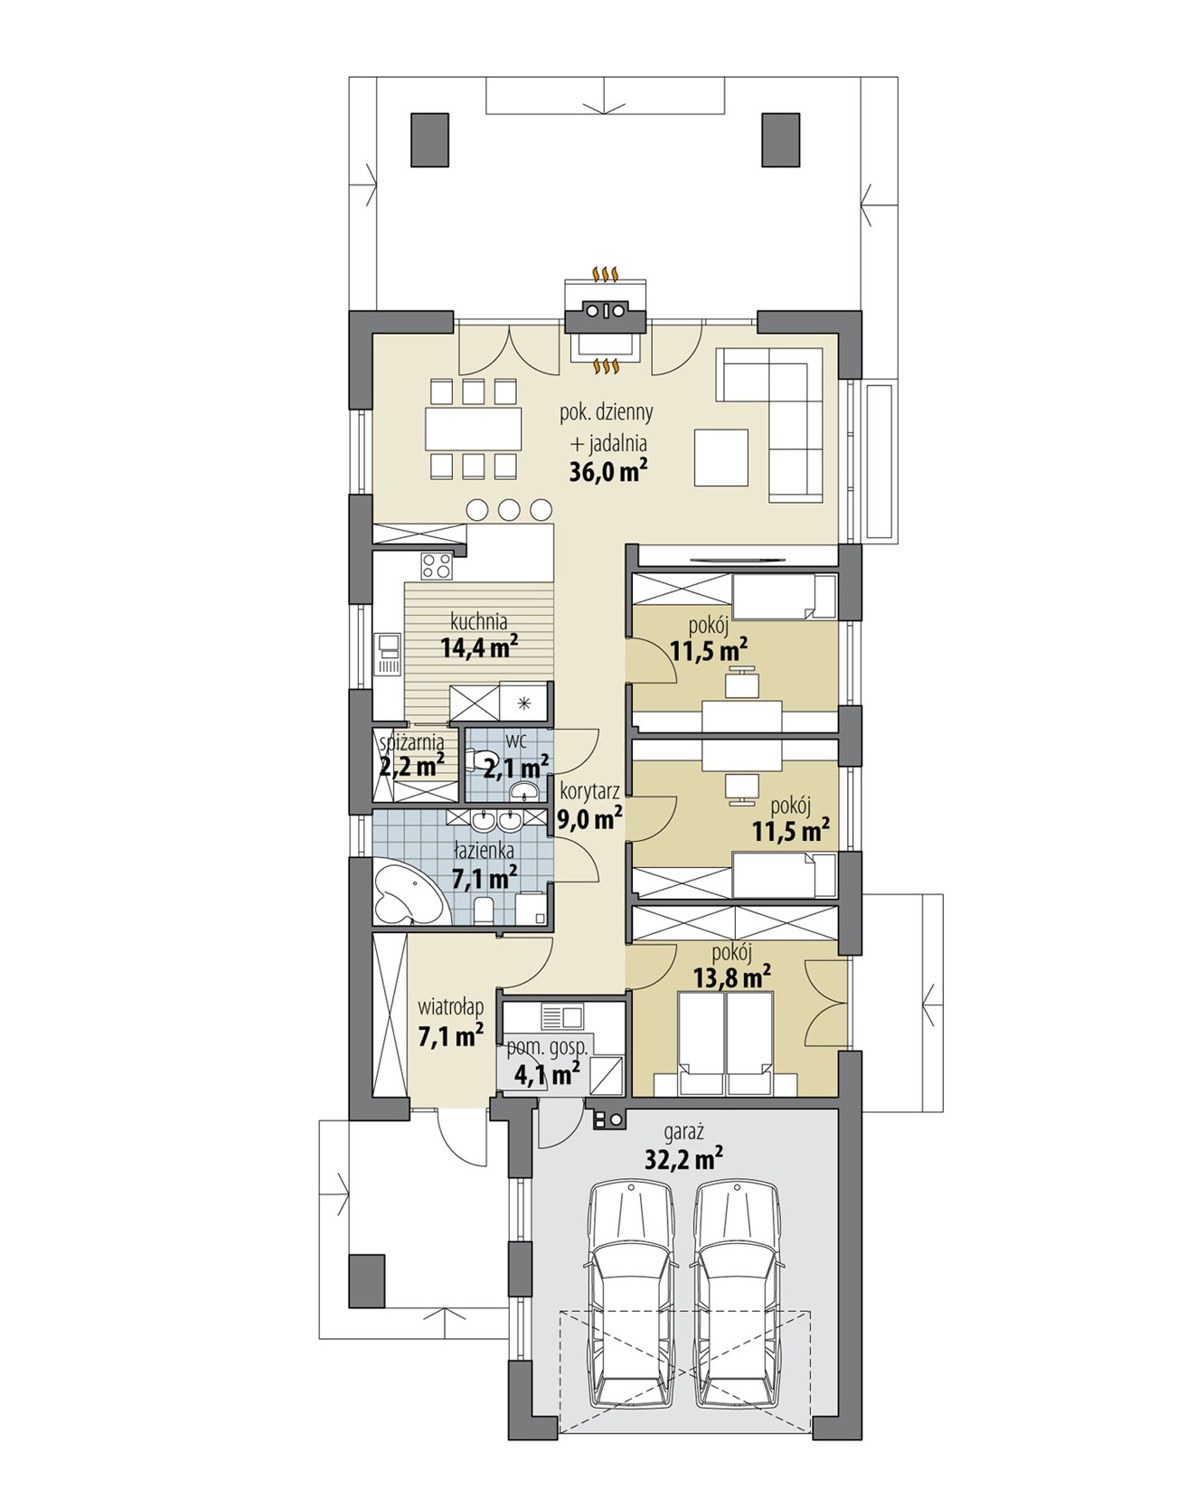 pok. dzienny
+ jadalnia
36,0 m²
kuchnia
14,4 m²
pokój
11,5 m²
spiżarnia
2,2 m²
wc
2,1 m²
korytarz
9,0 m²
pokój
11,5 m²
łazienka
7,1 m²
pokój
13,8 m²
wiatrołap
7,1 m²
pom. gosp.
4,1 m²
garaż
32,2 m²